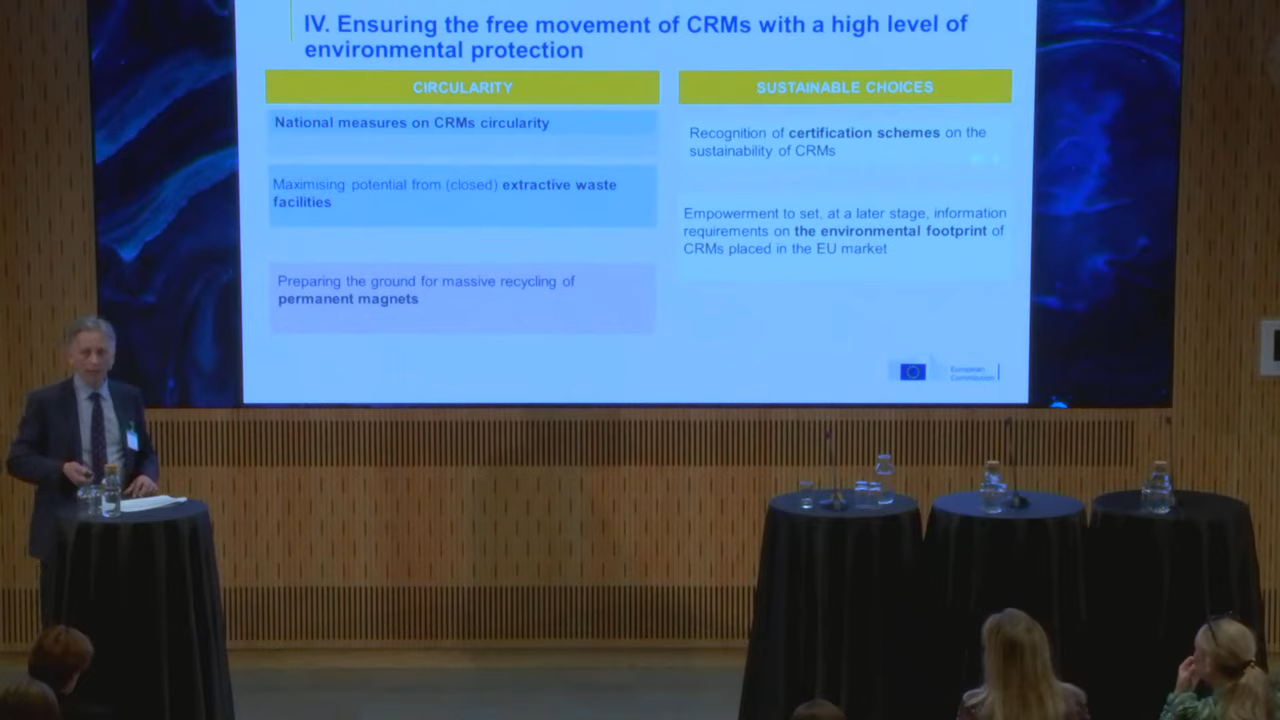 IV. Ensuring the free movement of CRMs with a high level of
environmental protection
CIRCULARITY
National measures on CRMs circularity
Maximising potential from (closed) extractive waste
facilities
Preparing the ground for massive recycling of
permanent magnets
SUSTAINABLE CHOICES
Recognition of certification schemes on the
sustainability of CRMs
Empowerment to set, at a later stage, information
requirements on the environmental footprint of
CRMs placed in the EU market
European
Commission